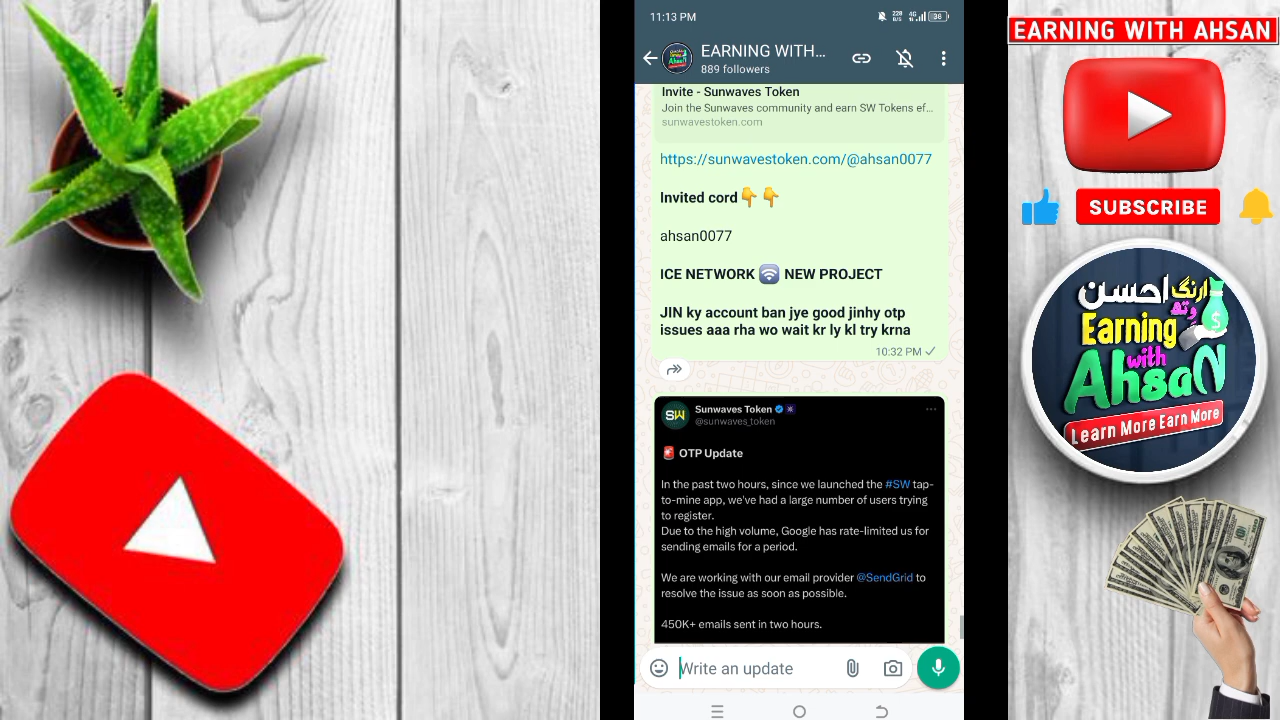 11:13 PM
228 B/S 4G 36
EARNING WITH...
889 followers
Invite - Sunwaves Token
Join the Sunwaves community and earn SW Tokens ef...
sunwavestoken.com
https://sunwavestoken.com/@ahsan0077
Invited cord👇👇
ahsan0077
ICE NETWORK 🛜 NEW PROJECT
JIN ky account ban jye good jinhy otp
issues aaa rha wo wait kr ly kl try krna
10:32 PM
SW Sunwaves Token
@sunwaves_token
🚨 OTP Update
In the past two hours, since we launched the #SW tap-
to-mine app, we've had a large number of users trying
to register.
Due to the high volume, Google has rate-limited us for
sending emails for a period.
We are working with our email provider @SendGrid to
resolve the issue as soon as possible.
450K+ emails sent in two hours.
Write an update
EARNING WITH AHSAN
SUBSCRIBE
ارنگ احسن
وتھ
Earning
with
AhsaN
Learn More Earn More